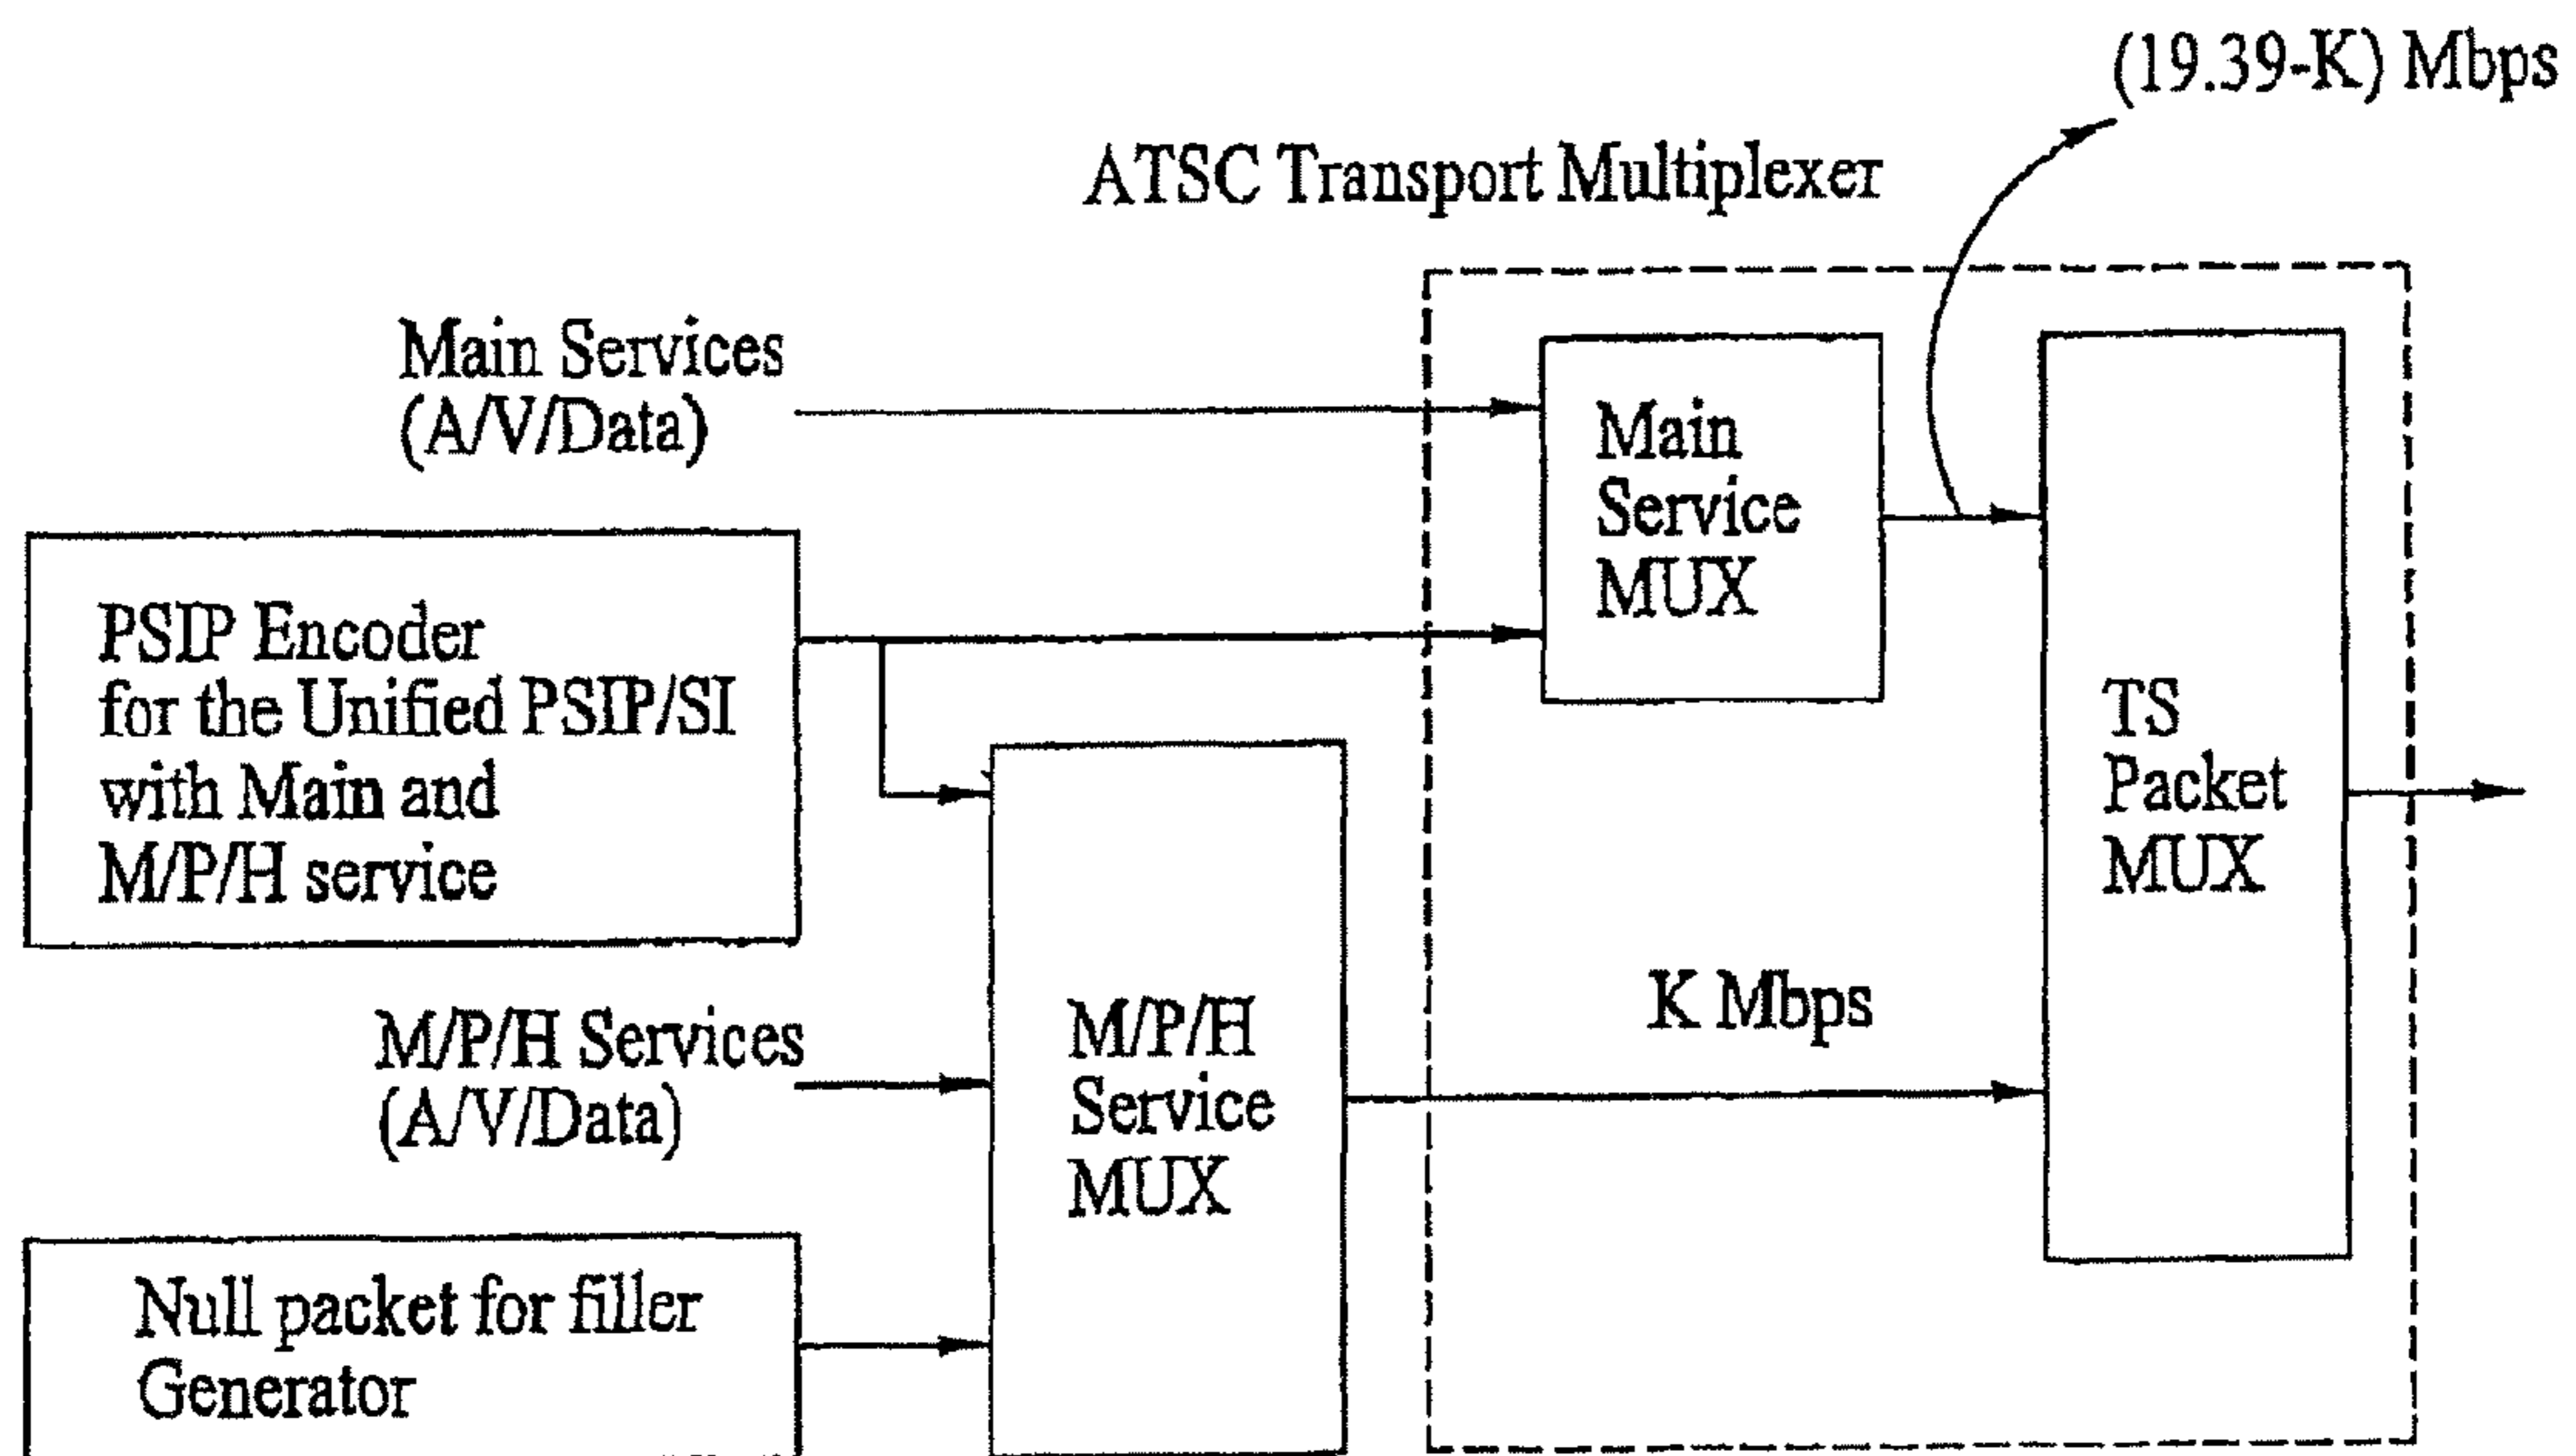 (19.39-K) Mbps
ATSC Transport Multiplexer
Main Services
(A/V/Data)
Main
Service
MUX
PSIP Encoder
for the Unified PSIP/SI
with Main and
M/P/H service
TS
Packet
MUX
M/P/H Services
(A/V/Data)
M/P/H
Service
MUX
K Mbps
Null packet for filler
Generator